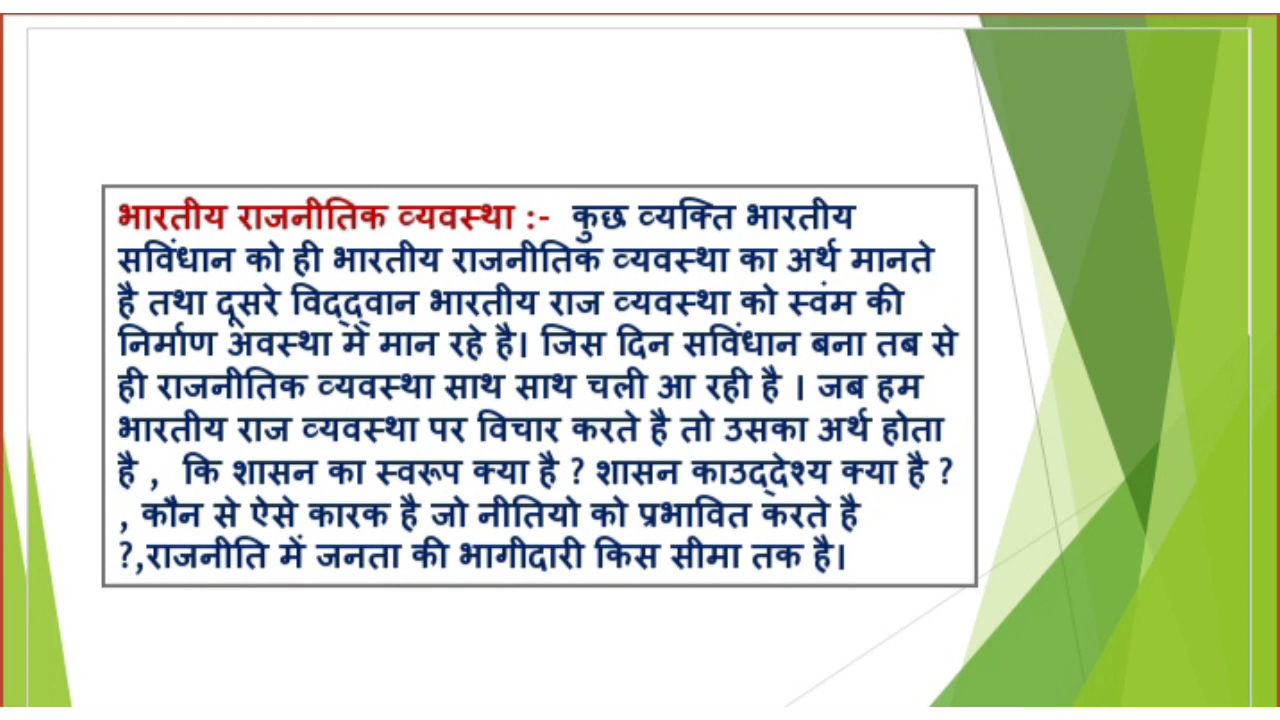 भारतीय राजनीतिक व्यवस्था :- कुछ व्यक्ति भारतीय
सविंधान को ही भारतीय राजनीतिक व्यवस्था का अर्थ मानते
है तथा दूसरे विद्द्वान भारतीय राज व्यवस्था को स्वंम की
निर्माण अवस्था में मान रहे है। जिस दिन सविंधान बना तब से
ही राजनीतिक व्यवस्था साथ साथ चली आ रही है । जब हम
भारतीय राज व्यवस्था पर विचार करते है तो उसका अर्थ होता
है , कि शासन का स्वरूप क्या है ? शासन काउद्देश्य क्या है ?
, कौन से ऐसे कारक है जो नीतियो को प्रभावित करते है
?,राजनीति में जनता की भागीदारी किस सीमा तक है।